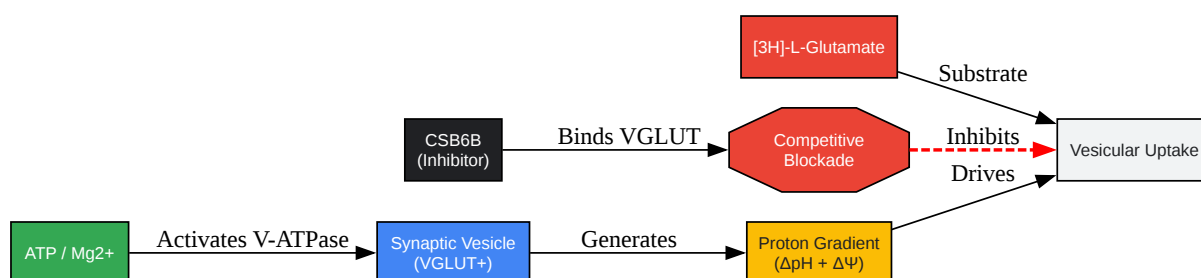 [3H]-L-Glutamate
Substrate
CSB6B
(Inhibitor)
Binds VGLUT
Competitive
Blockade
Inhibits
Vesicular Uptake
Drives
ATP / Mg2+
Activates V-ATPase
Synaptic Vesicle
(VGLUT+)
Generates
Proton Gradient
(ΔpH + ΔΨ)